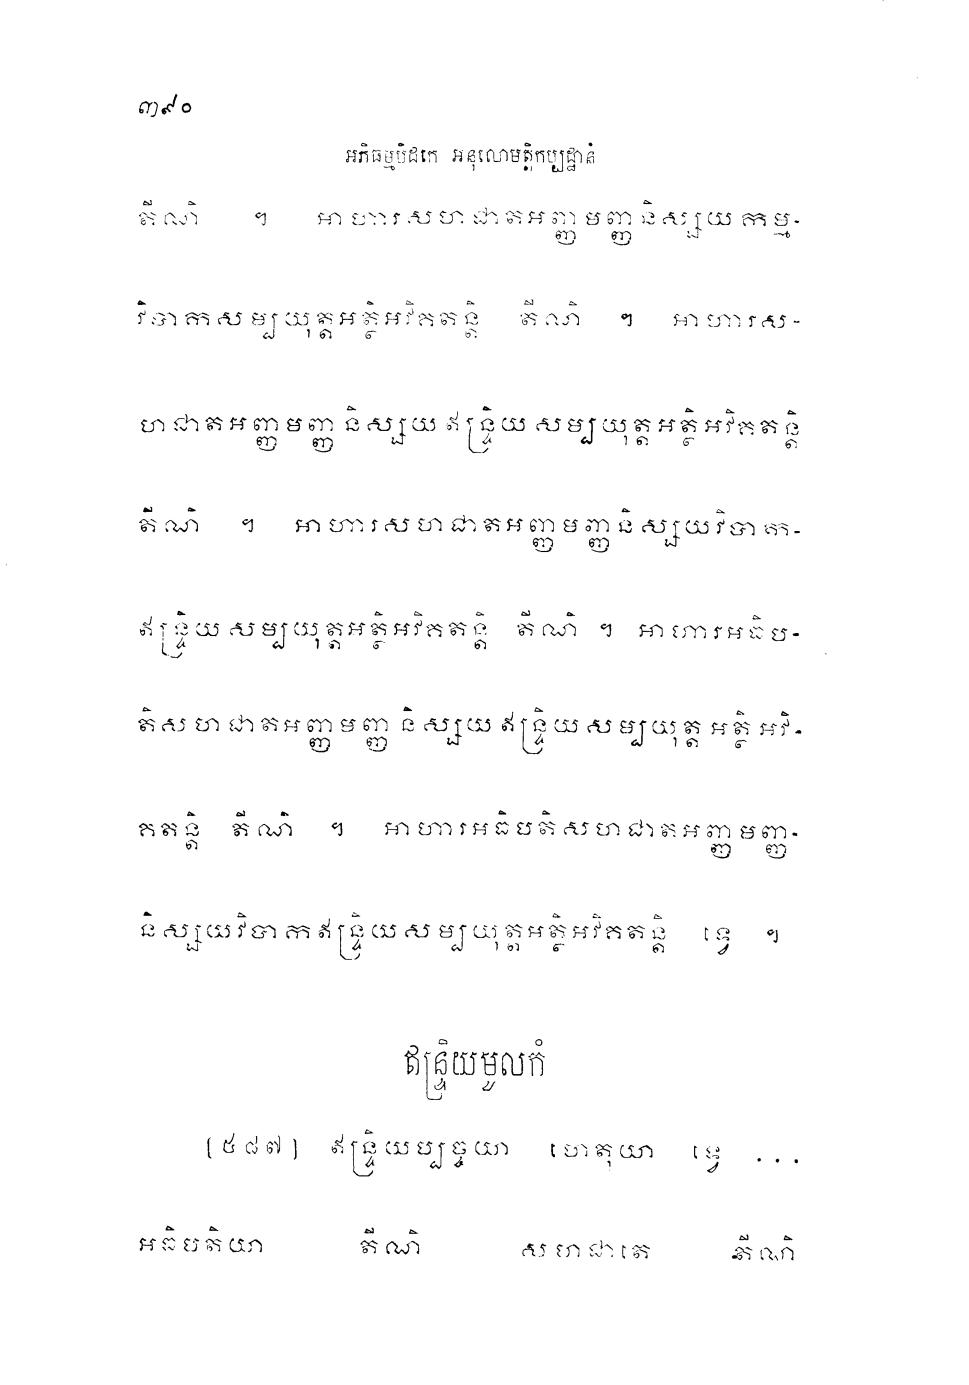 ៣៩០
អភិធម្មបិដកេ អនុលោមត្តិកប្បដ្ឋានំ
តីណិ ។ អាហារសហជាតអញ្ញមញ្ញនិស្សយកម្ម-
វិបាកសម្បយុត្តអត្ថិអវិកតន្តិ តីណិ ។ អាហារស-
ហជាតអញ្ញមញ្ញនិស្សយឥន្ទ្រិយសម្បយុត្តអត្ថិអវិកតន្តិ
តីណិ ។ អាហារសហជាតអញ្ញមញ្ញនិស្សយវិបាក-
ឥន្ទ្រិយសម្បយុត្តអត្ថិអវិកតន្តិ តីណិ ។ អាហារអធិប-
តិសហជាតអញ្ញមញ្ញនិស្សយឥន្ទ្រិយសម្បយុត្តអត្ថិអវិ-
កតន្តិ តីណិ ។ អាហារអធិបតិសហជាតអញ្ញមញ្ញ-
និស្សយវិបាកឥន្ទ្រិយសម្បយុត្តអត្ថិអវិកតន្តិ ទ្វេ ។
ឥន្ទ្រិយមូលកំ
[៥៨៧] ឥន្ទ្រិយប្បច្ចយា ហេតុយា ទ្វេ ...
អធិបតិយា តីណិ សហជាតេ តីណិ